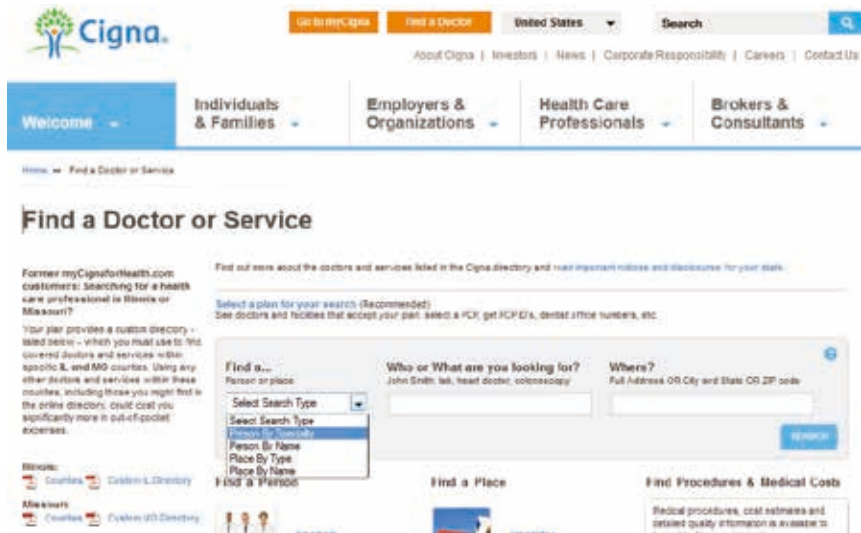 Cigna.
Go to myCigna
Find a Doctor
United States
Search
About Cigna | Investors | News | Corporate Responsibility | Careers | Contact Us
Welcome
Individuals & Families
Employers & Organizations
Health Care Professionals
Brokers & Consultants
Home
Find a Doctor or Service
Find a Doctor or Service
Former myCignaforHealth.com
customers: Searching for a health
care professional in Illinois or
Missouri?
Your plan provides a custom directory -
listed below - which you must use to find
covered doctors and services within
specific IL and MO counties. Using any
other doctors and services within these
counties, including those you might find in
the online directory, could cost you
significantly more in out-of-pocket
expenses.
Illinois:
Counties Custom IL Directory
Missouri:
Counties Custom MO Directory
Find out more about the doctors and services listed in the Cigna directory and read important notices and disclosures for your state.
Select a plan for your search (Recommended)
See doctors and facilities that accept your plan, select a PCP, get PCP ID's, dentist office numbers, etc.
Find a...
Person or place
Select Search Type
Select Search Type
Person By Specialty
Person By Name
Place By Type
Place By Name
Who or What are you looking for?
John Smith, lab, heart doctor, colonoscopy
Where?
Full Address OR City and State OR ZIP code
SEARCH
Find a Person
Find a Place
Find Procedures & Medical Costs
Medical procedures, cost estimates and
detailed quality information is available to